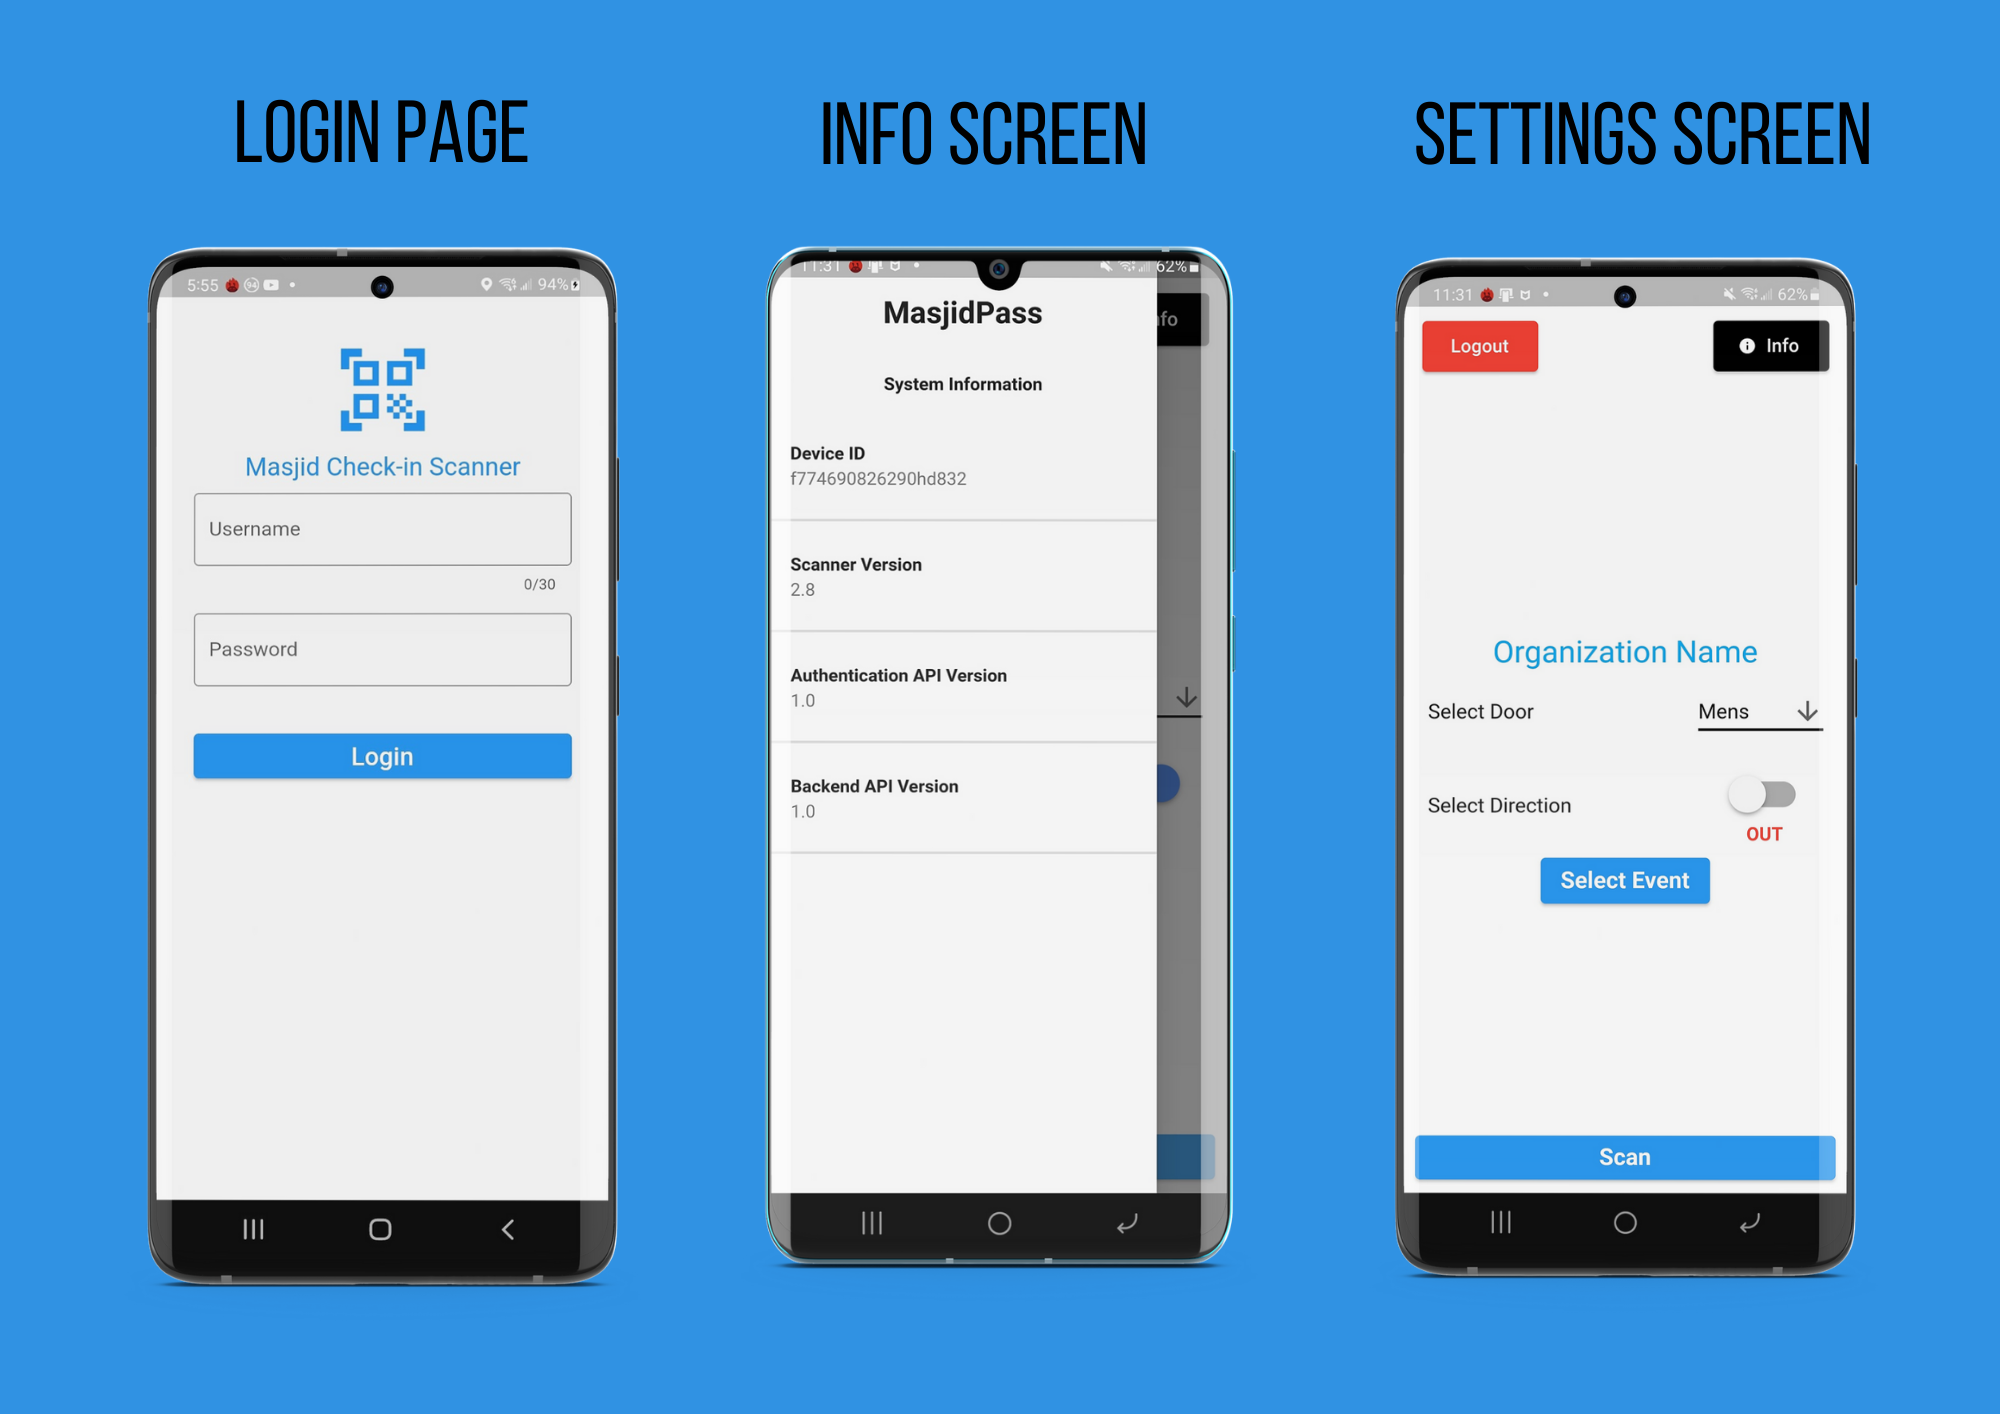 LOGIN PAGE
5:55 94 94%
Masjid Check-in Scanner
Username
0/30
Password
Login
INFO SCREEN
11:31 62%
nfo
MasjidPass
System Information
Device ID
f774690826290hd832
Scanner Version
2.8
Authentication API Version
1.0
Backend API Version
1.0
SETTINGS SCREEN
11:31 62%
Logout
Info
Organization Name
Select Door Mens
Select Direction
OUT
Select Event
Scan